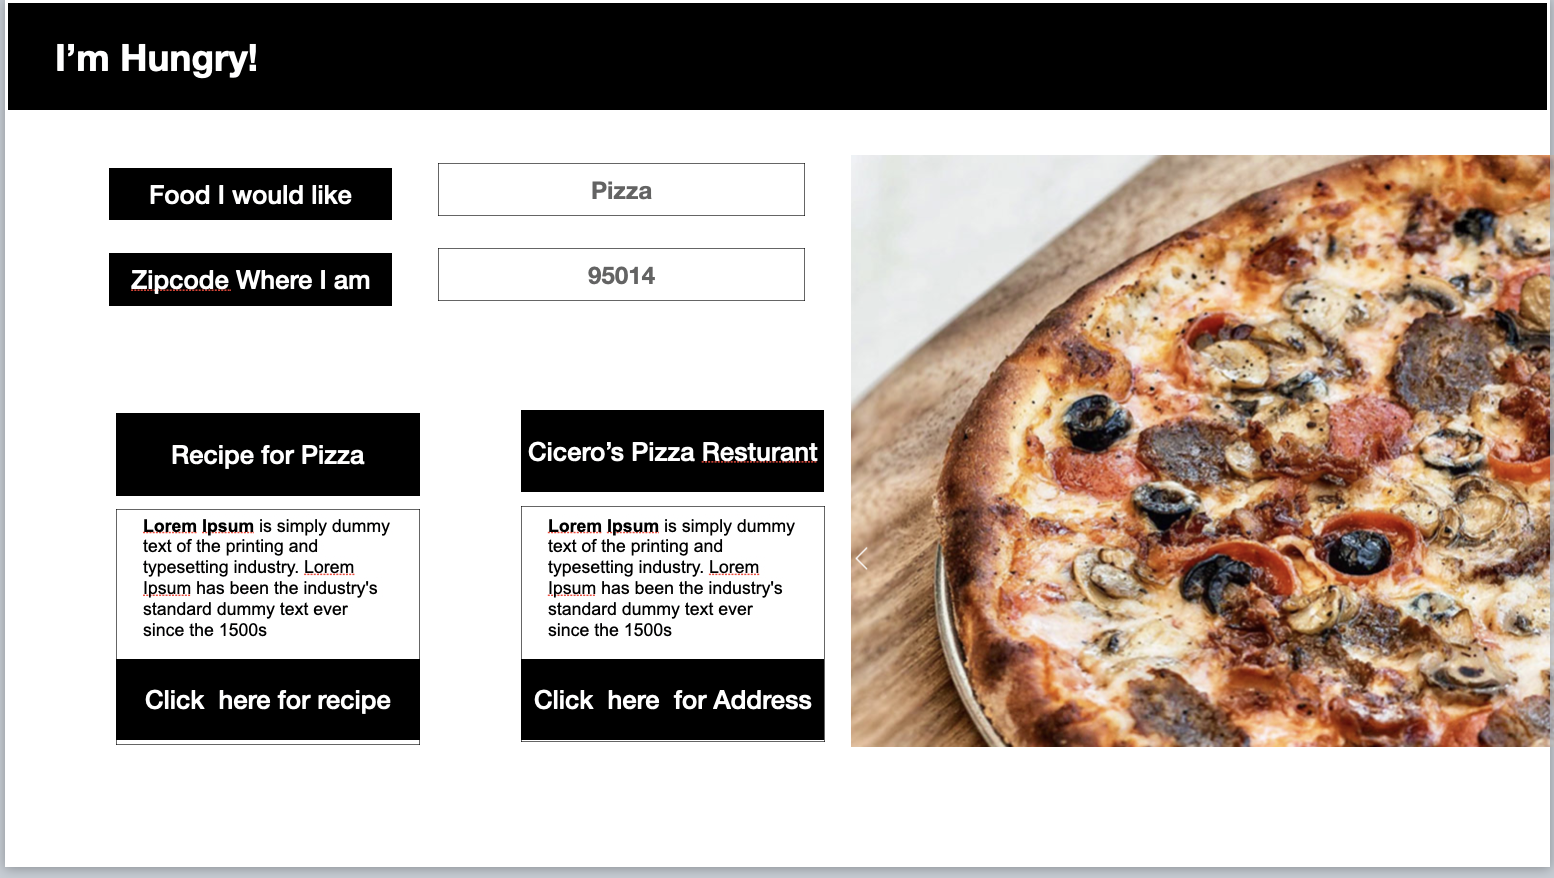 I’m Hungry!
Food I would like
Pizza
Zipcode Where I am
95014
Recipe for Pizza
Lorem Ipsum is simply dummy
text of the printing and
typesetting industry. Lorem
Ipsum has been the industry's
standard dummy text ever
since the 1500s
Click  here for recipe
Cicero’s Pizza Resturant
Lorem Ipsum is simply dummy
text of the printing and
typesetting industry. Lorem
Ipsum has been the industry's
standard dummy text ever
since the 1500s
Click  here  for Address